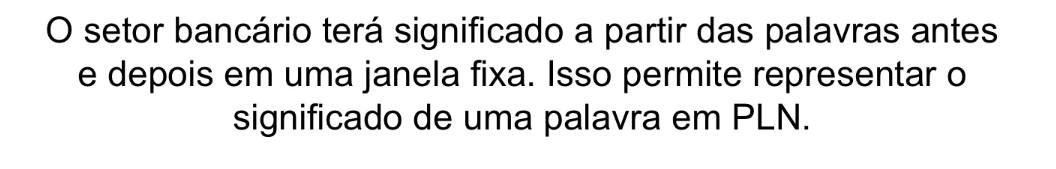 O setor bancário terá significado a partir das palavras antes
e depois em uma janela fixa. Isso permite representar o
significado de uma palavra em PLN.